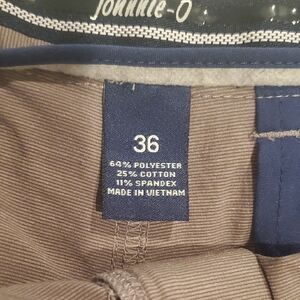 johnnie-O
36
64% POLYESTER
25% COTTON
11% SPANDEX
MADE IN VIETNAM